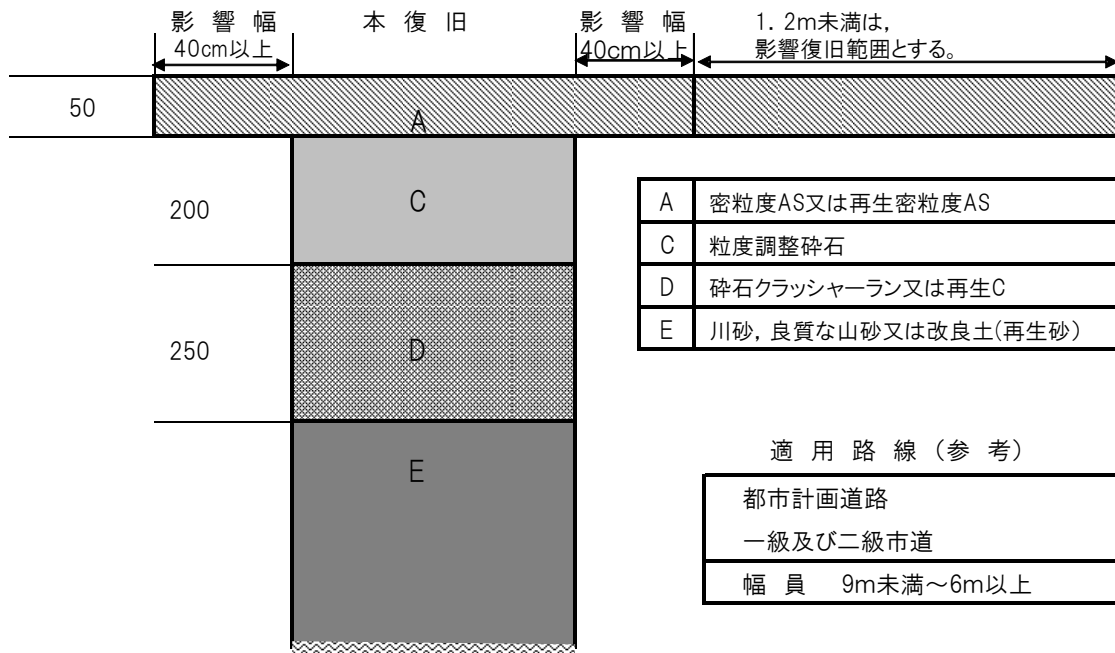 影 響 幅
40cm以上
本 復 旧
影 響 幅
40cm以上
1．2m未満は，
影響復旧範囲とする。
50
A
200
C
250
D
E
A 密粒度AS又は再生密粒度AS
C 粒度調整砕石
D 砕石クラッシャーラン又は再生C
E 川砂，良質な山砂又は改良土(再生砂)
適 用 路 線 （参 考）
都市計画道路
一級及び二級市道
幅 員 9m未満～6m以上